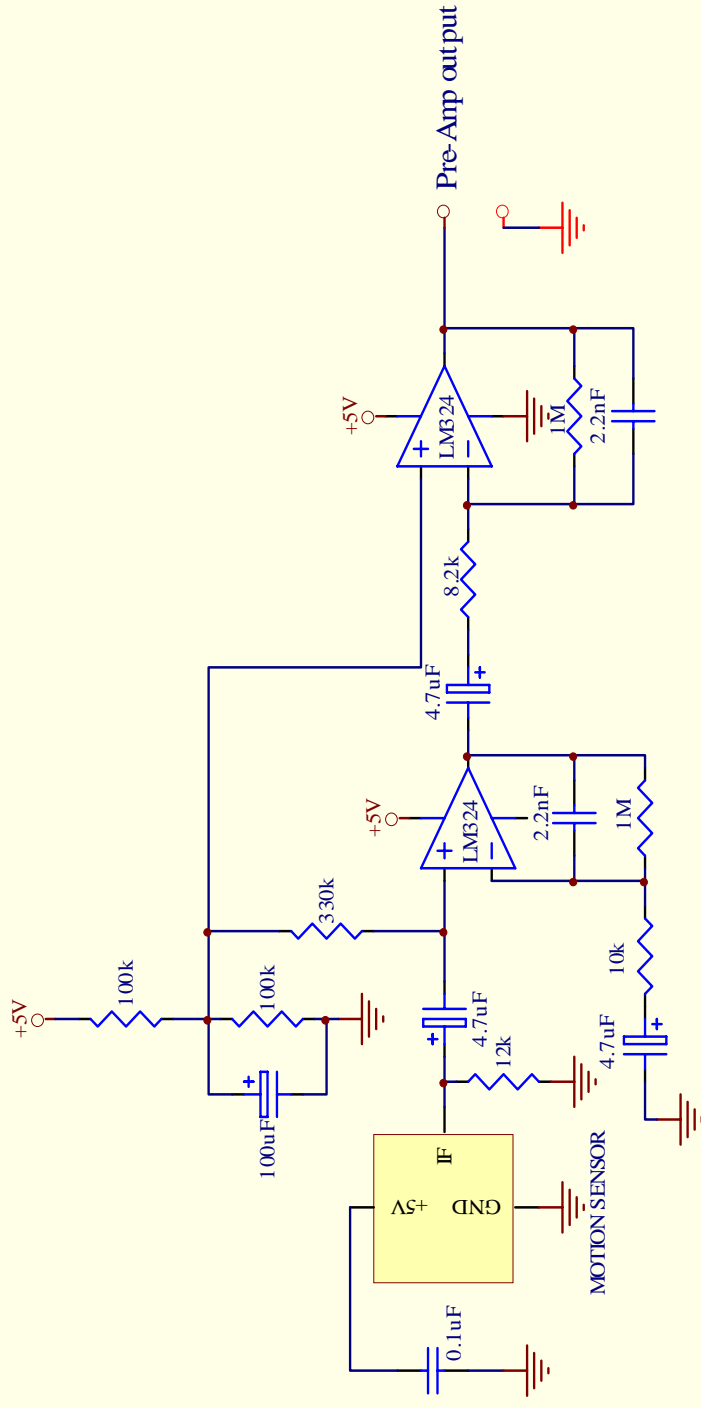 +5V
100k
100k
100uF
330k
+5V
LM324
+
−
2.2nF
1M
10k
4.7uF
+
4.7uF
+
12k
IF
+5V
GND
MOTION SENSOR
0.1uF
4.7uF
+
8.2k
+5V
LM324
+
−
1M
2.2nF
Pre-Amp output
+